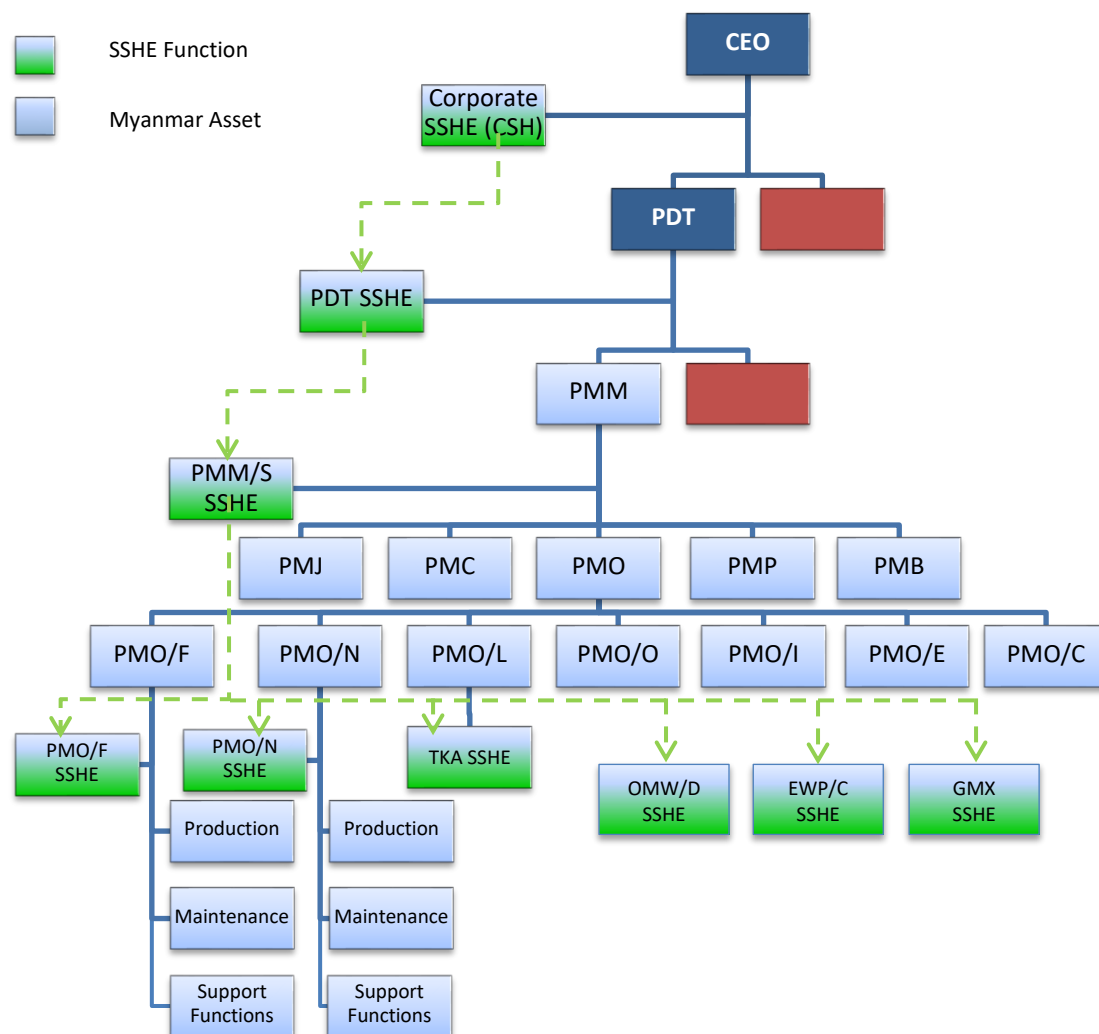 CEO
SSHE Function
Corporate
SSHE (CSH)
Myanmar Asset
PDT
PDT SSHE
PMM
PMM/S
SSHE
PMJ
PMC
PMO
PMP
PMB
PMO/F
PMO/N
PMO/L
PMO/O
PMO/I
PMO/E
PMO/C
PMO/F
SSHE
PMO/N
SSHE
TKA SSHE
OMW/D
SSHE
EWP/C
SSHE
GMX
SSHE
Production
Production
Maintenance
Maintenance
Support
Functions
Support
Functions